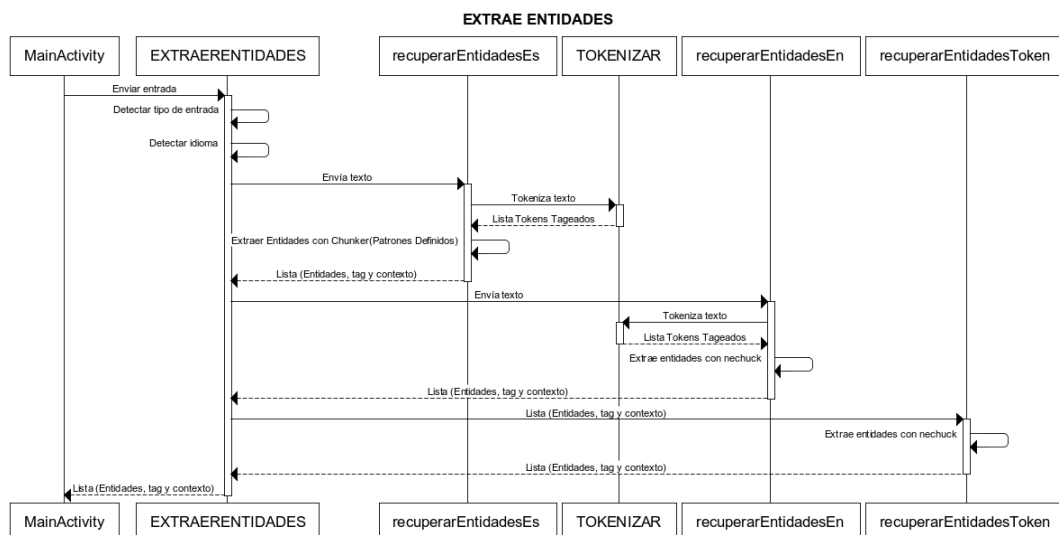 EXTRAE ENTIDADES
MainActivity EXTRAERENTIDADES recuperarEntidadesEs TOKENIZAR recuperarEntidadesEn recuperarEntidadesToken
Enviar entrada
Detectar tipo de entrada
Detectar idioma
Envía texto
Tokeniza texto
Lista Tokens Tageados
Extraer Entidades con Chunker(Patrones Definidos)
Lista (Entidades, tag y contexto)
Envía texto
Tokeniza texto
Lista Tokens Tageados
Extrae entidades con nechuck
Lista (Entidades, tag y contexto)
Lista (Entidades, tag y contexto)
Extrae entidades con nechuck
Lista (Entidades, tag y contexto)
Lista (Entidades, tag y contexto)
MainActivity EXTRAERENTIDADES recuperarEntidadesEs TOKENIZAR recuperarEntidadesEn recuperarEntidadesToken